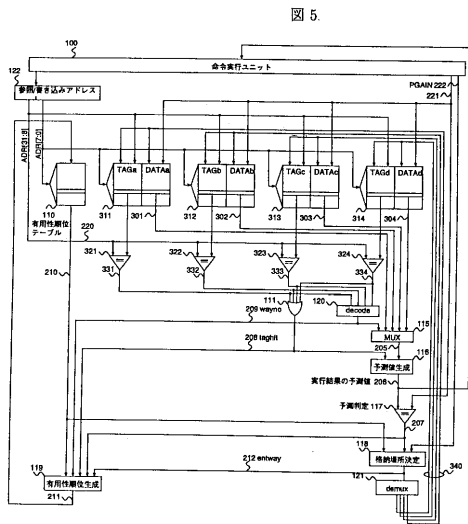 図 5.
100
命令実行ユニット
122
参照/書き込みアドレス
PGAIN 222
221
ADR[31:8]
ADR[7:0]
TAGa DATAa
TAGb DATAb
TAGc DATAc
TAGd DATAd
110
311
301
312
302
313
303
314
304
有用性順位
テーブル
220
321
322
323
324
331
332
333
334
210
111
120
decode
209 wayno
115
MUX
205
208 taghit
116
予測値生成
実行結果の予測値 206
予測判定 117
207
118
格納場所決定
340
212 entway
119
有用性順位生成
121
demux
211